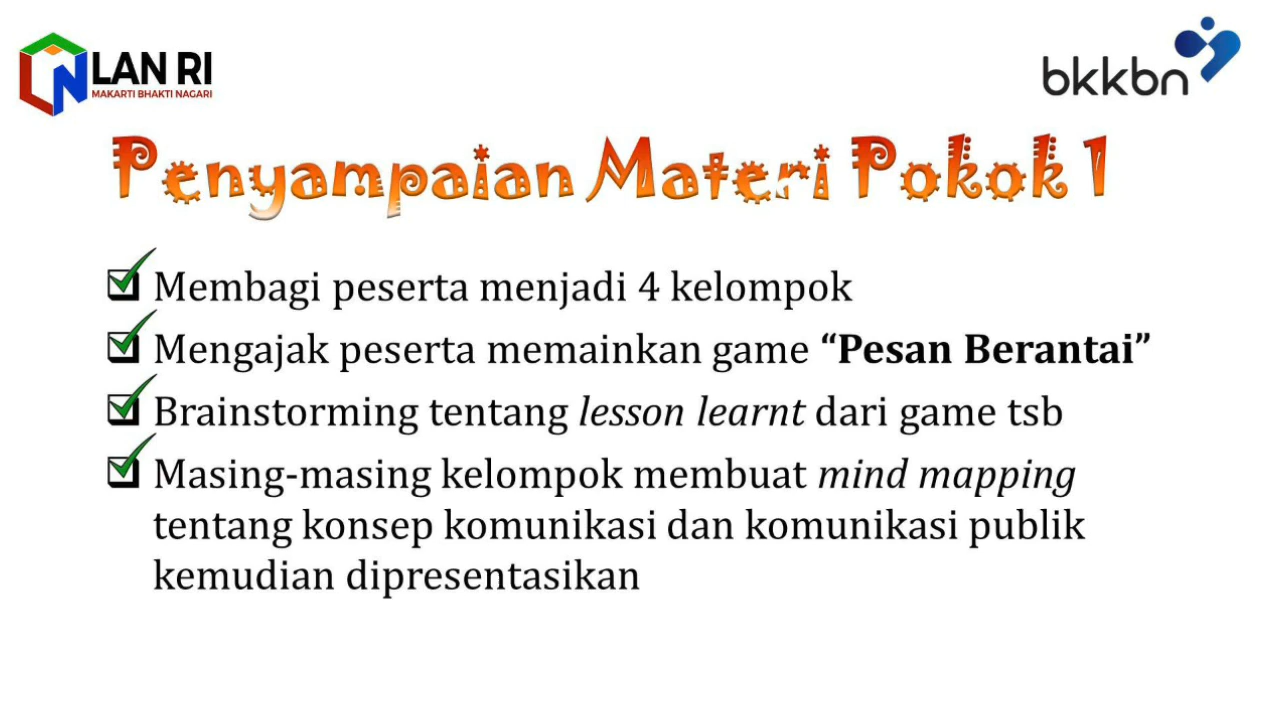 LAN RI
MAKARTI BHAKTI NAGARI
bkkbn
Penyampaian Materi Pokok 1
Membagi peserta menjadi 4 kelompok
Mengajak peserta memainkan game “Pesan Berantai”
Brainstorming tentang lesson learnt dari game tsb
Masing-masing kelompok membuat mind mapping
tentang konsep komunikasi dan komunikasi publik
kemudian dipresentasikan